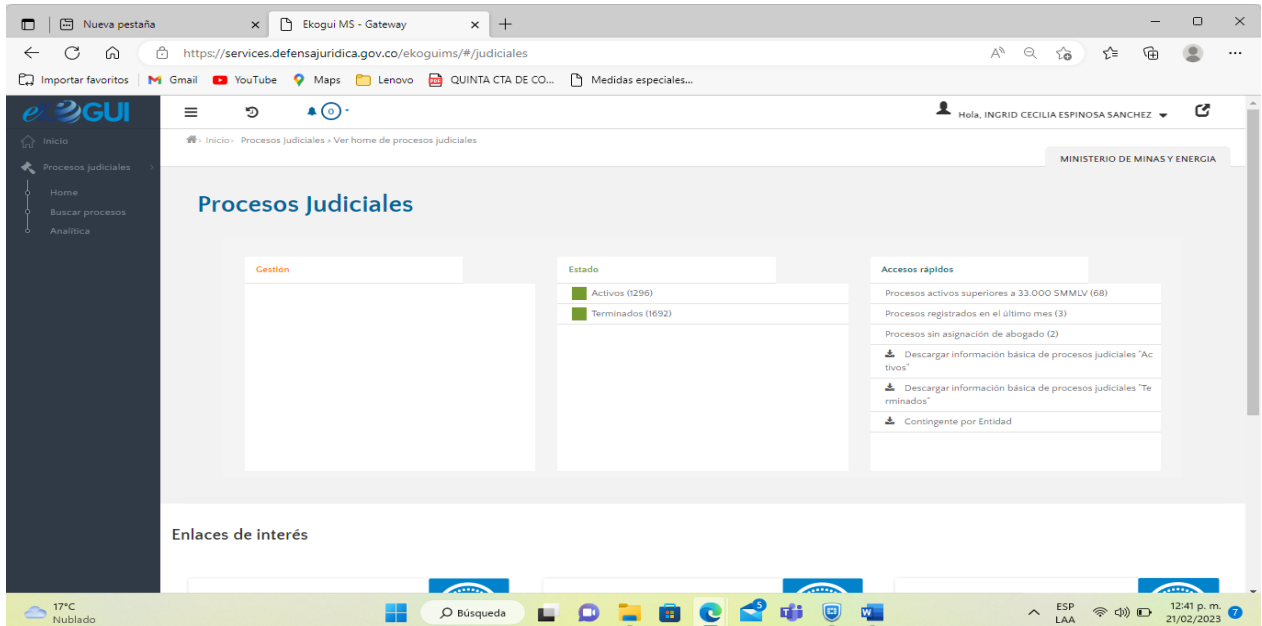 Nueva pestaña
Ekogui MS - Gateway
https://services.defensajuridica.gov.co/ekoguims/#/judiciales
Importar favoritos
Gmail
YouTube
Maps
Lenovo
QUINTA CTA DE CO...
Medidas especiales...
eKOGUI
0
Hola, INGRID CECILIA ESPINOSA SANCHEZ
Inicio
Procesos judiciales
Home
Buscar procesos
Analítica
> Inicio > Procesos Judiciales > Ver home de procesos judiciales
MINISTERIO DE MINAS Y ENERGIA
Procesos Judiciales
Gestión
Estado
Activos (1296)
Terminados (1692)
Accesos rápidos
Procesos activos superiores a 33.000 SMMLV (68)
Procesos registrados en el último mes (3)
Procesos sin asignación de abogado (2)
Descargar información básica de procesos judiciales "Ac
tivos"
Descargar información básica de procesos judiciales "Te
rminados"
Contingente por Entidad
Enlaces de interés
17°C
Nublado
Búsqueda
5
ESP
LAA
12:41 p. m.
21/02/2023
7